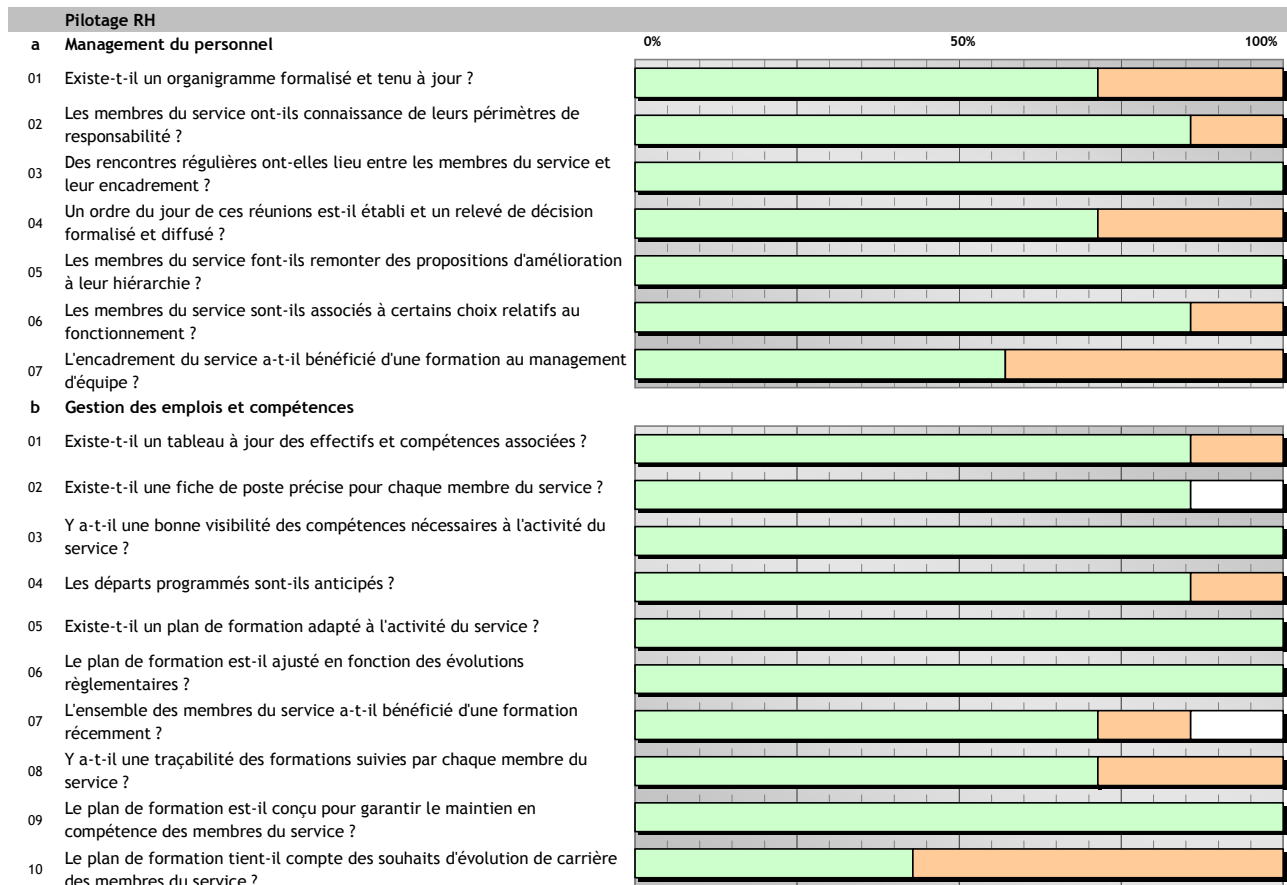 Pilotage RH
a Management du personnel 0% 50% 100%
01 Existe-t-il un organigramme formalisé et tenu à jour ?
02 Les membres du service ont-ils connaissance de leurs périmètres de
responsabilité ?
03 Des rencontres régulières ont-elles lieu entre les membres du service et
leur encadrement ?
04 Un ordre du jour de ces réunions est-il établi et un relevé de décision
formalisé et diffusé ?
05 Les membres du service font-ils remonter des propositions d'amélioration
à leur hiérarchie ?
06 Les membres du service sont-ils associés à certains choix relatifs au
fonctionnement ?
07 L'encadrement du service a-t-il bénéficié d'une formation au management
d'équipe ?
b Gestion des emplois et compétences
01 Existe-t-il un tableau à jour des effectifs et compétences associées ?
02 Existe-t-il une fiche de poste précise pour chaque membre du service ?
03 Y a-t-il une bonne visibilité des compétences nécessaires à l'activité du
service ?
04 Les départs programmés sont-ils anticipés ?
05 Existe-t-il un plan de formation adapté à l'activité du service ?
06 Le plan de formation est-il ajusté en fonction des évolutions
règlementaires ?
07 L'ensemble des membres du service a-t-il bénéficié d'une formation
récemment ?
08 Y a-t-il une traçabilité des formations suivies par chaque membre du
service ?
09 Le plan de formation est-il conçu pour garantir le maintien en
compétence des membres du service ?
10 Le plan de formation tient-il compte des souhaits d'évolution de carrière
des membres du service ?